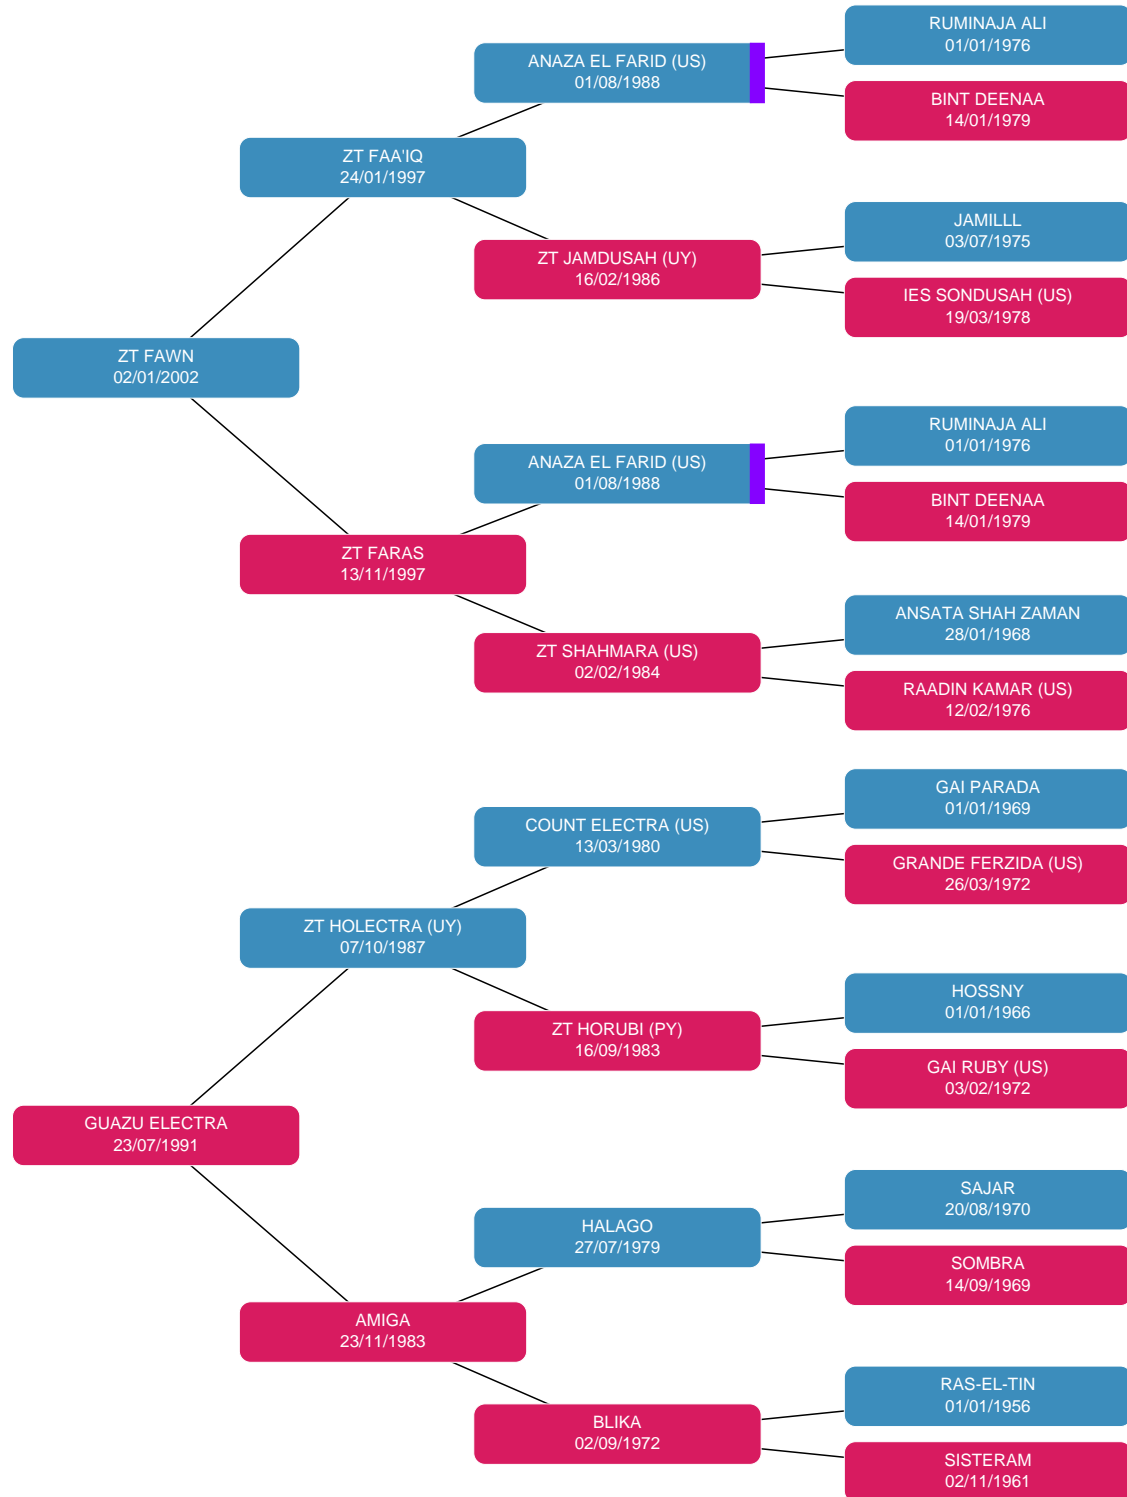 RUMINAJA ALI
01/01/1976
ANAZA EL FARID (US)
01/08/1988
BINT DEENAA
14/01/1979
ZT FAA'IQ
24/01/1997
JAMILLL
03/07/1975
ZT JAMDUSAH (UY)
16/02/1986
IES SONDUSAH (US)
19/03/1978
ZT FAWN
02/01/2002
RUMINAJA ALI
01/01/1976
ANAZA EL FARID (US)
01/08/1988
BINT DEENAA
14/01/1979
ZT FARAS
13/11/1997
ANSATA SHAH ZAMAN
28/01/1968
ZT SHAHMARA (US)
02/02/1984
RAADIN KAMAR (US)
12/02/1976
GAI PARADA
01/01/1969
COUNT ELECTRA (US)
13/03/1980
GRANDE FERZIDA (US)
26/03/1972
ZT HOLECTRA (UY)
07/10/1987
HOSSNY
01/01/1966
ZT HORUBI (PY)
16/09/1983
GAI RUBY (US)
03/02/1972
GUAZU ELECTRA
23/07/1991
SAJAR
20/08/1970
HALAGO
27/07/1979
SOMBRA
14/09/1969
AMIGA
23/11/1983
RAS-EL-TIN
01/01/1956
BLIKA
02/09/1972
SISTERAM
02/11/1961